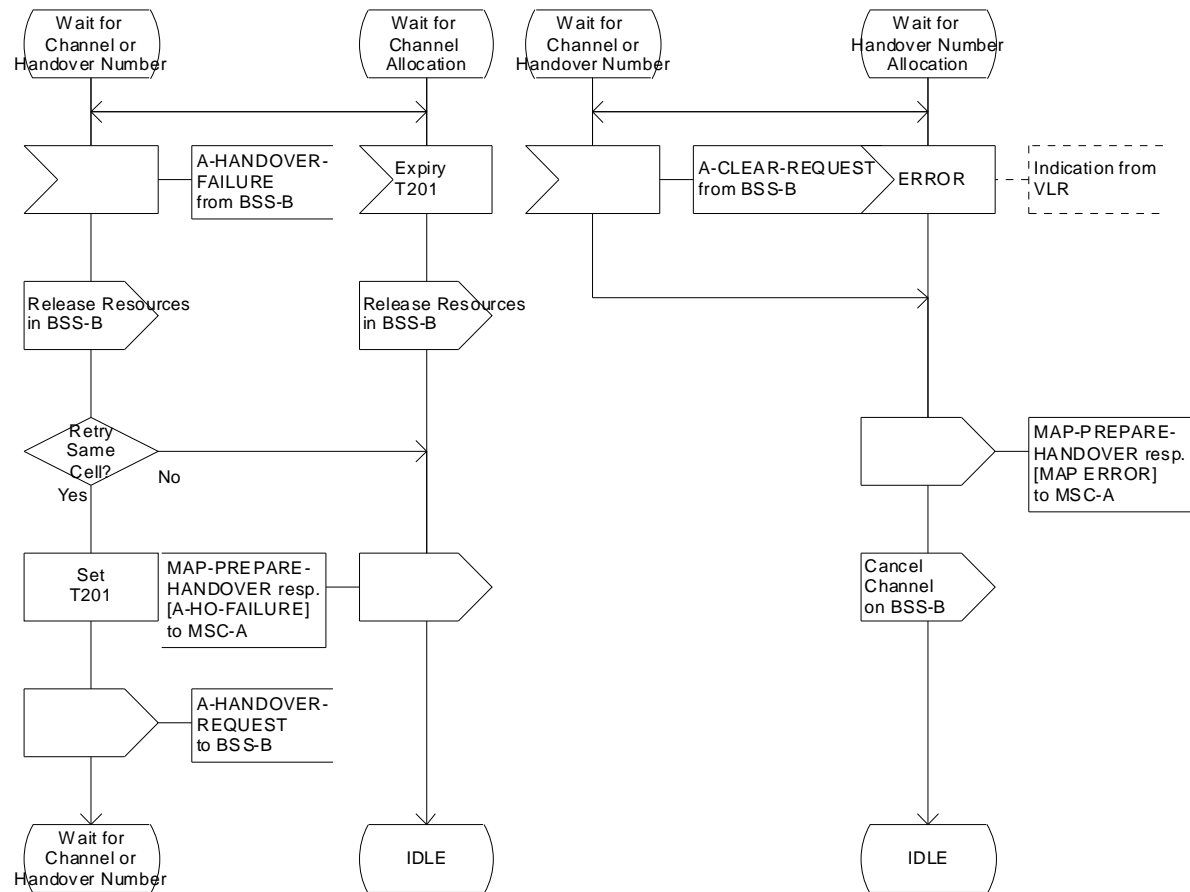 Wait for
Channel or
Handover Number
Wait for
Channel
Allocation
Wait for
Channel or
Handover Number
Wait for
Handover Number
Allocation
A-HANDOVER-
FAILURE
from BSS-B
Expiry
T201
A-CLEAR-REQUEST
from BSS-B
ERROR
Indication from
VLR
Release Resources
in BSS-B
Release Resources
in BSS-B
Retry
Same
Cell?
No
Yes
MAP-PREPARE-
HANDOVER resp.
[MAP ERROR]
to MSC-A
Set
T201
MAP-PREPARE-
HANDOVER resp.
[A-HO-FAILURE]
to MSC-A
Cancel
Channel
on BSS-B
A-HANDOVER-
REQUEST
to BSS-B
Wait for
Channel or
Handover Number
IDLE
IDLE